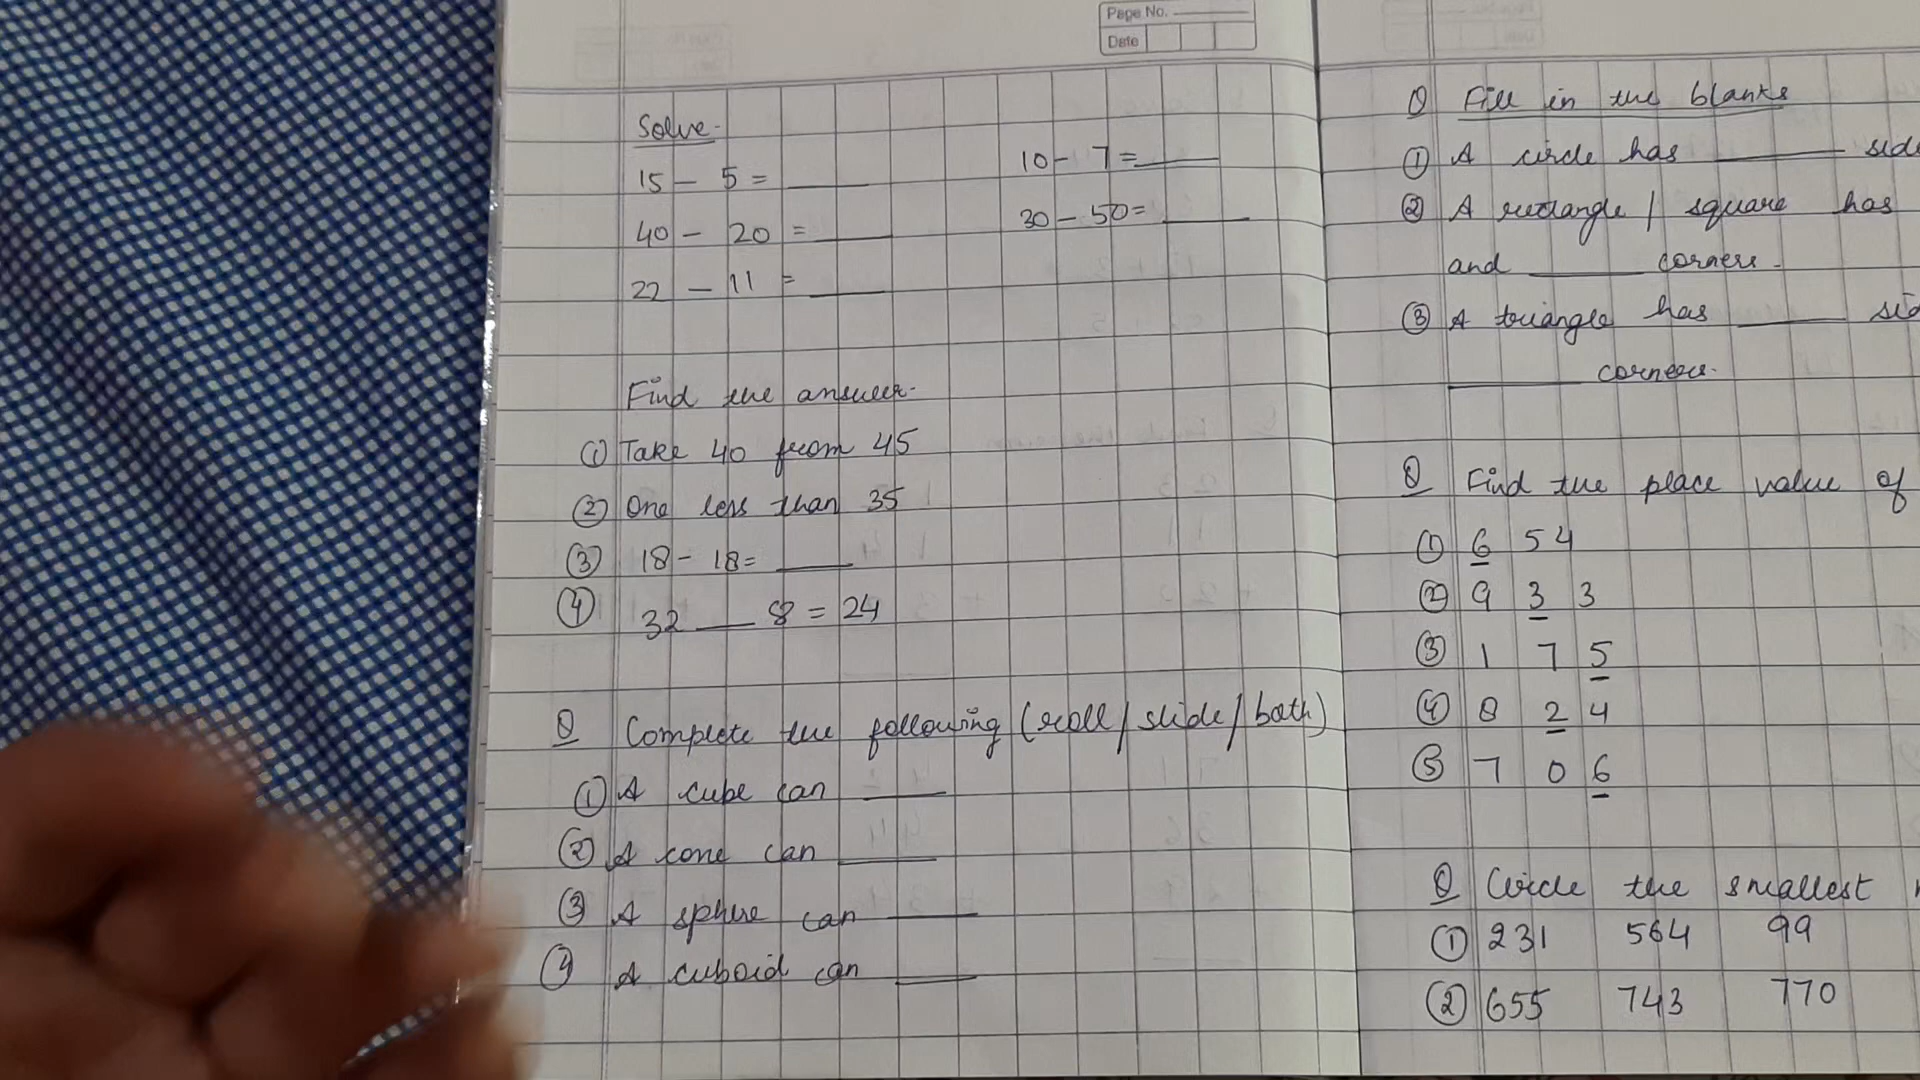 Page No.
Date
Solve-
15 - 5 = ____
10 - 7 = ____
40 - 20 = ____
30 - 50 = ____
22 - 11 = ____
Find the answer.
(1) Take 40 from 45
(2) One less than 35
(3) 18 - 18 = ____
(4) 32 ____ 8 = 24
Q Complete the following (roll/slide/both)
(1) A cube can ____
(2) A cone can ____
(3) A sphere can ____
(4) A cuboid can ____
Q Fill in the blanks
(1) A circle has ____
(2) A rectangle / square has
and ____ corners.
(3) A triangle has ____
____ corners.
Q Find the place value of
(1) 6 5 4
(2) 9 3 3
(3) 1 7 5
(4) 8 2 4
(5) 7 0 6
Q Circle the smallest
(1) 231 564 99
(2) 655 743 770